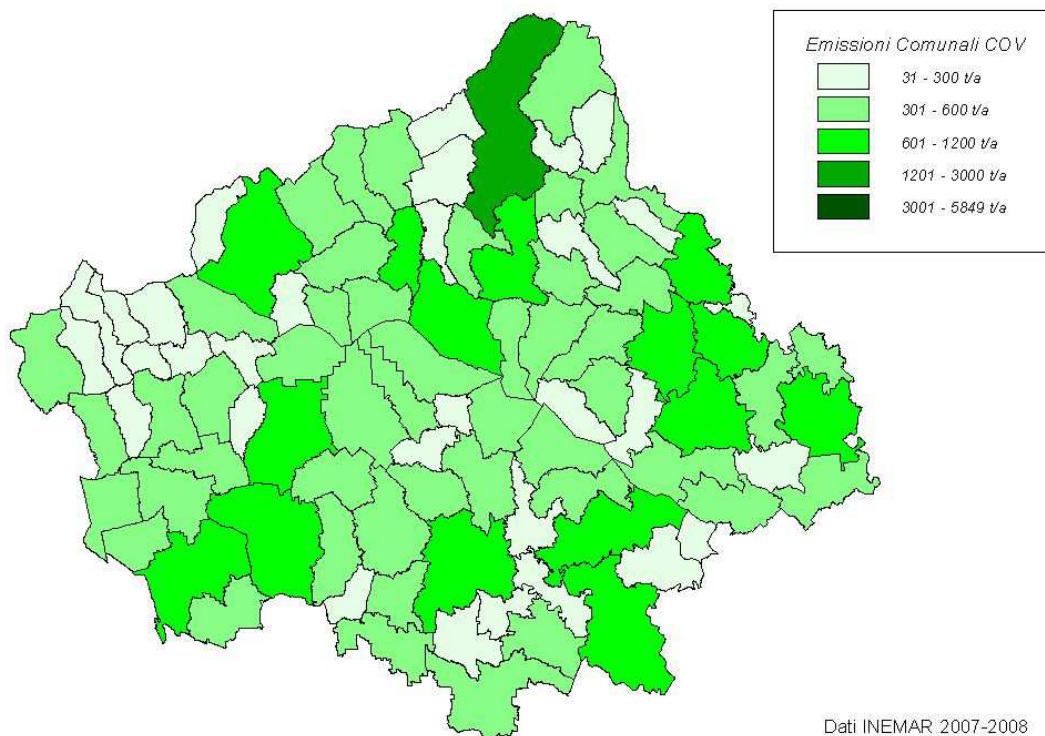 Emissioni Comunali COV
31 - 300 t/a
301 - 600 t/a
601 - 1200 t/a
1201 - 3000 t/a
3001 - 5849 t/a
Dati INEMAR 2007-2008